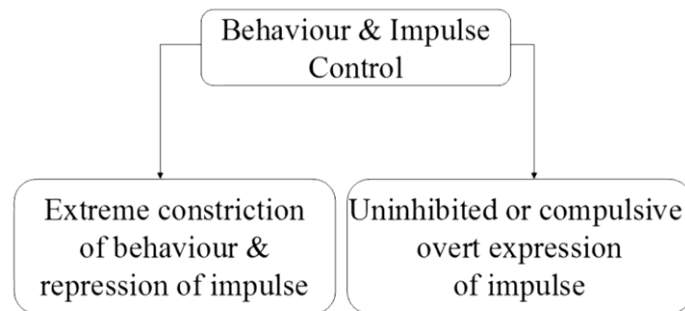 Behaviour & Impulse
Control
Extreme constriction
of behaviour &
repression of impulse
Uninhibited or compulsive
overt expression
of impulse